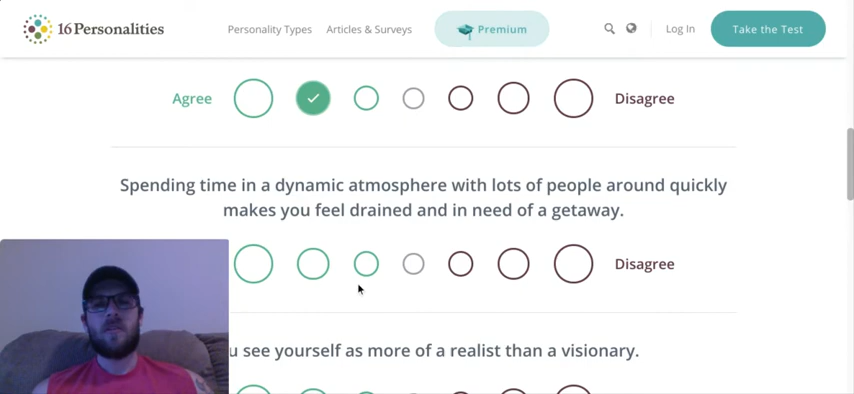 16Personalities
Personality Types Articles & Surveys Premium Log In Take the Test
Agree Disagree
Spending time in a dynamic atmosphere with lots of people around quickly
makes you feel drained and in need of a getaway.
Disagree
see yourself as more of a realist than a visionary.